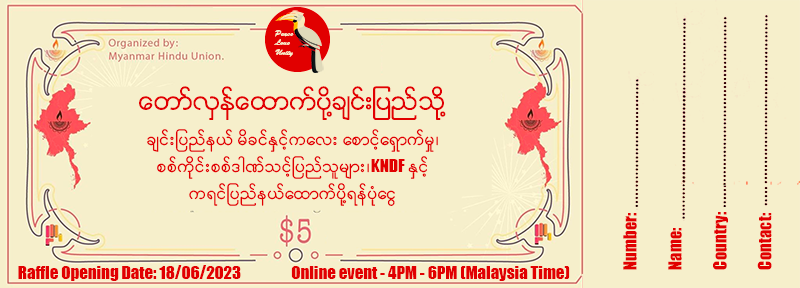 Organized by:
Myanmar Hindu Union.
Peace
Love
Unity
တော်လှန်ထောက်ပို့ချင်းပြည်သို့
ချင်းပြည်နယ် မိခင်နှင့်ကလေး စောင့်ရှောက်မှု၊
စစ်ကိုင်းစစ်ဒါဏ်သင့်ပြည်သူများ၊KNDF နှင့်
ကရင်ပြည်နယ်ထောက်ပို့ရန်ပုံငွေ
$5
Raffle Opening Date: 18/06/2023
Online event - 4PM - 6PM (Malaysia Time)
Number:
Name:
Country:
Contact: